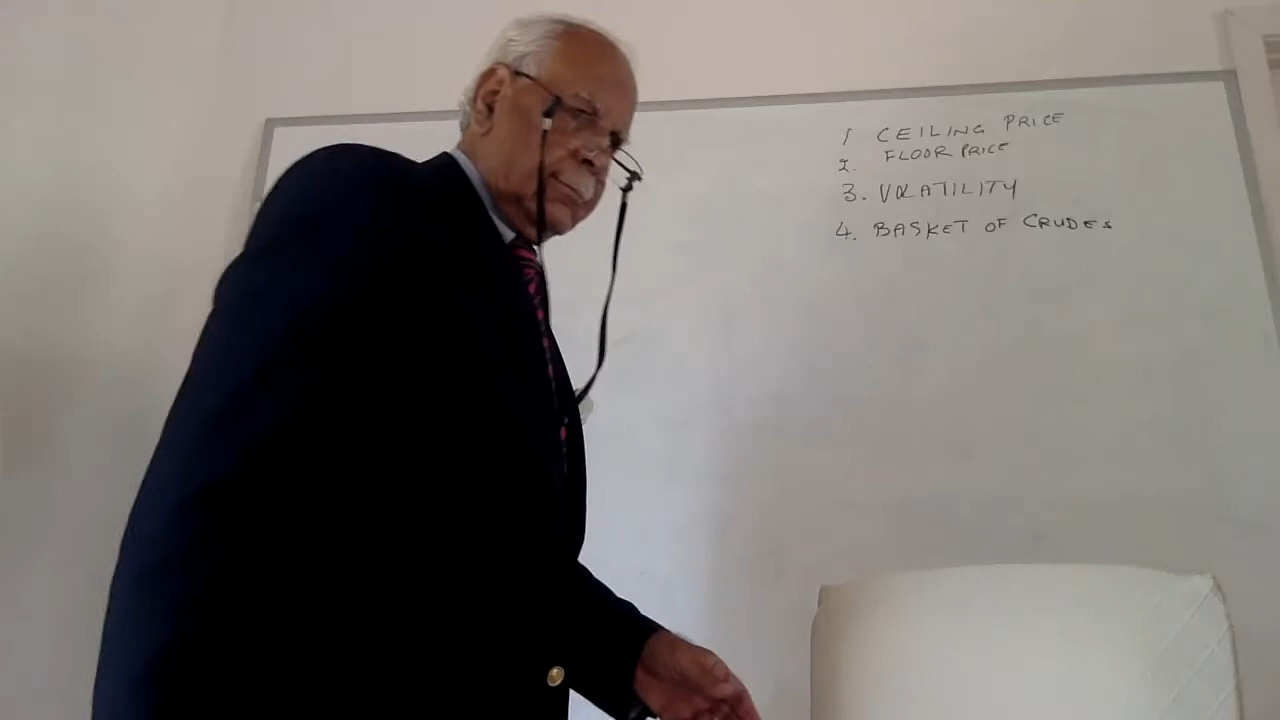 1 CEILING PRICE
2. FLOOR PRICE
3. VOLATILITY
4. BASKET OF CRUDES